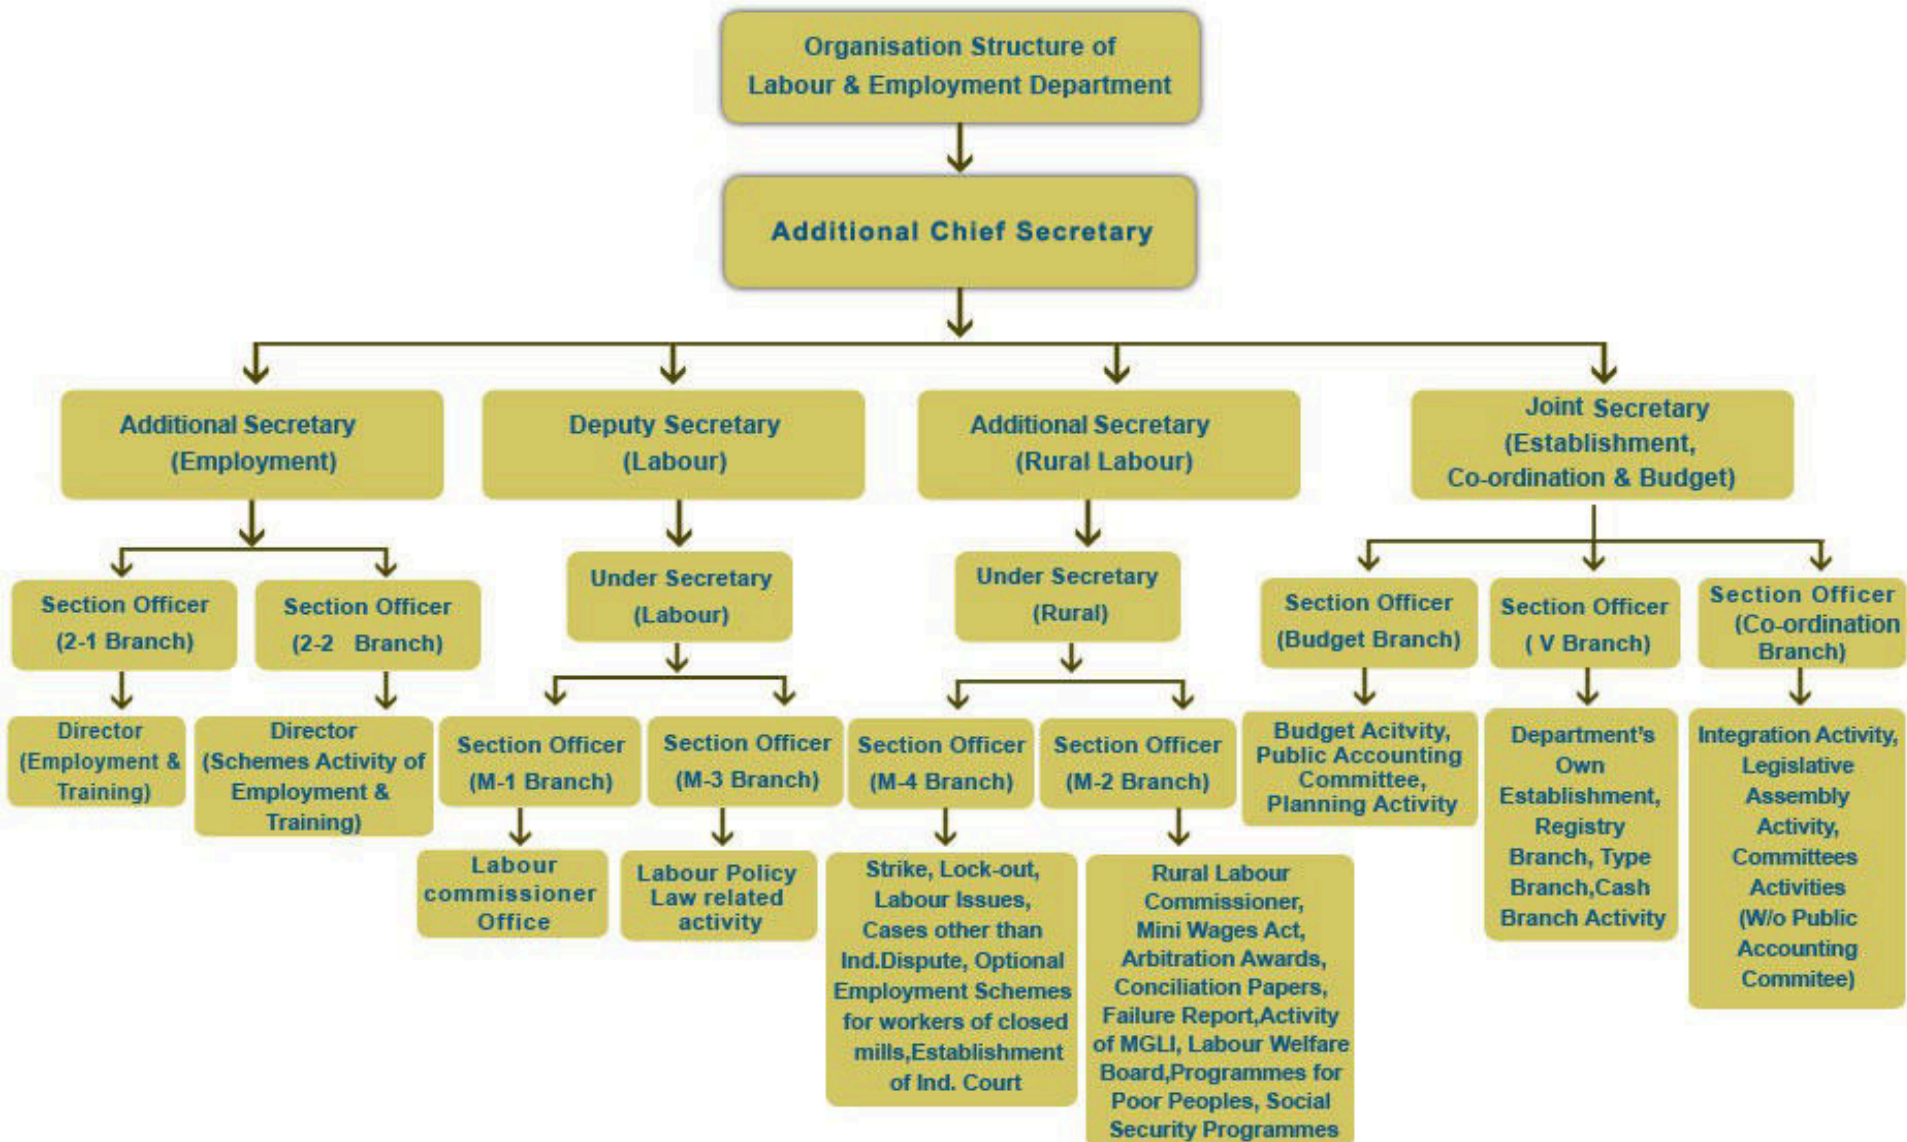 Organisation Structure of
Labour & Employment Department
Additional Chief Secretary
Additional Secretary
(Employment)
Deputy Secretary
(Labour)
Additional Secretary
(Rural Labour)
Joint Secretary
(Establishment,
Co-ordination & Budget)
Section Officer
(2-1 Branch)
Section Officer
(2-2 Branch)
Under Secretary
(Labour)
Under Secretary
(Rural)
Section Officer
(Budget Branch)
Section Officer
( V Branch)
Section Officer
(Co-ordination
Branch)
Director
(Employment &
Training)
Director
(Schemes Activity of
Employment &
Training)
Section Officer
(M-1 Branch)
Section Officer
(M-3 Branch)
Section Officer
(M-4 Branch)
Section Officer
(M-2 Branch)
Budget Acitvity,
Public Accounting
Committee,
Planning Activity
Department's
Own
Establishment,
Registry
Branch, Type
Branch,Cash
Branch Activity
Integration Activity,
Legislative
Assembly
Activity,
Committees
Activities
(W/o Public
Accounting
Commitee)
Labour
commissioner
Office
Labour Policy
Law related
activity
Strike, Lock-out,
Labour Issues,
Cases other than
Ind.Dispute, Optional
Employment Schemes
for workers of closed
mills,Establishment
of Ind. Court
Rural Labour
Commissioner,
Mini Wages Act,
Arbitration Awards,
Conciliation Papers,
Failure Report,Activity
of MGLI, Labour Welfare
Board,Programmes for
Poor Peoples, Social
Security Programmes